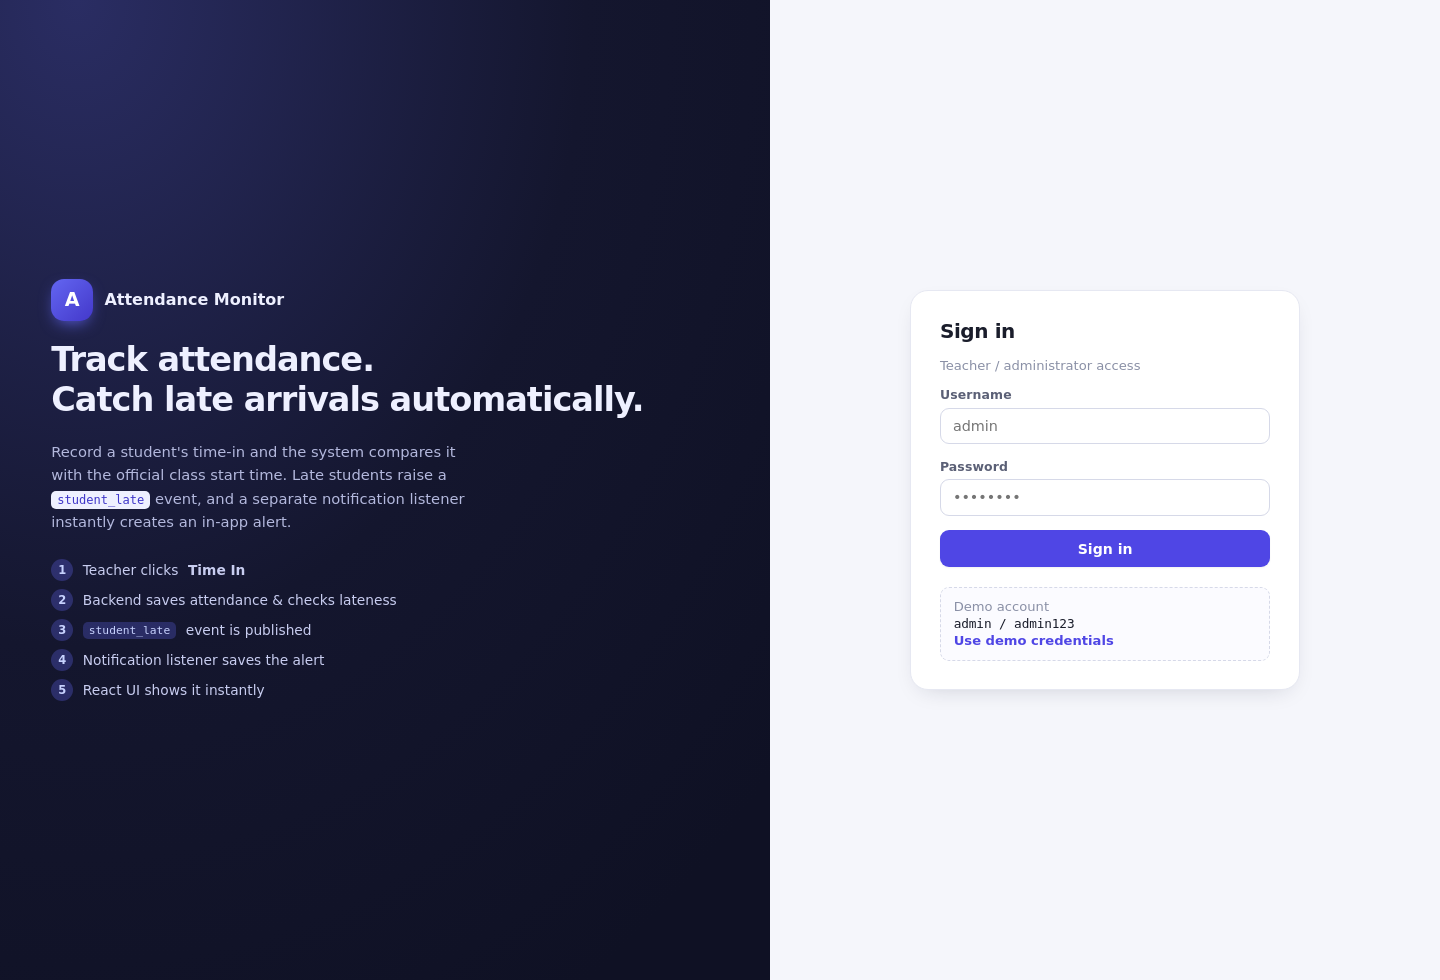 A
Attendance Monitor
Track attendance.
Catch late arrivals automatically.
Record a student's time-in and the system compares it
with the official class start time. Late students raise a
student_late event, and a separate notification listener
instantly creates an in-app alert.
1 Teacher clicks Time In
2 Backend saves attendance & checks lateness
3 student_late event is published
4 Notification listener saves the alert
5 React UI shows it instantly
Sign in
Teacher / administrator access
Username
admin
Password
••••••••
Sign in
Demo account
admin / admin123
Use demo credentials